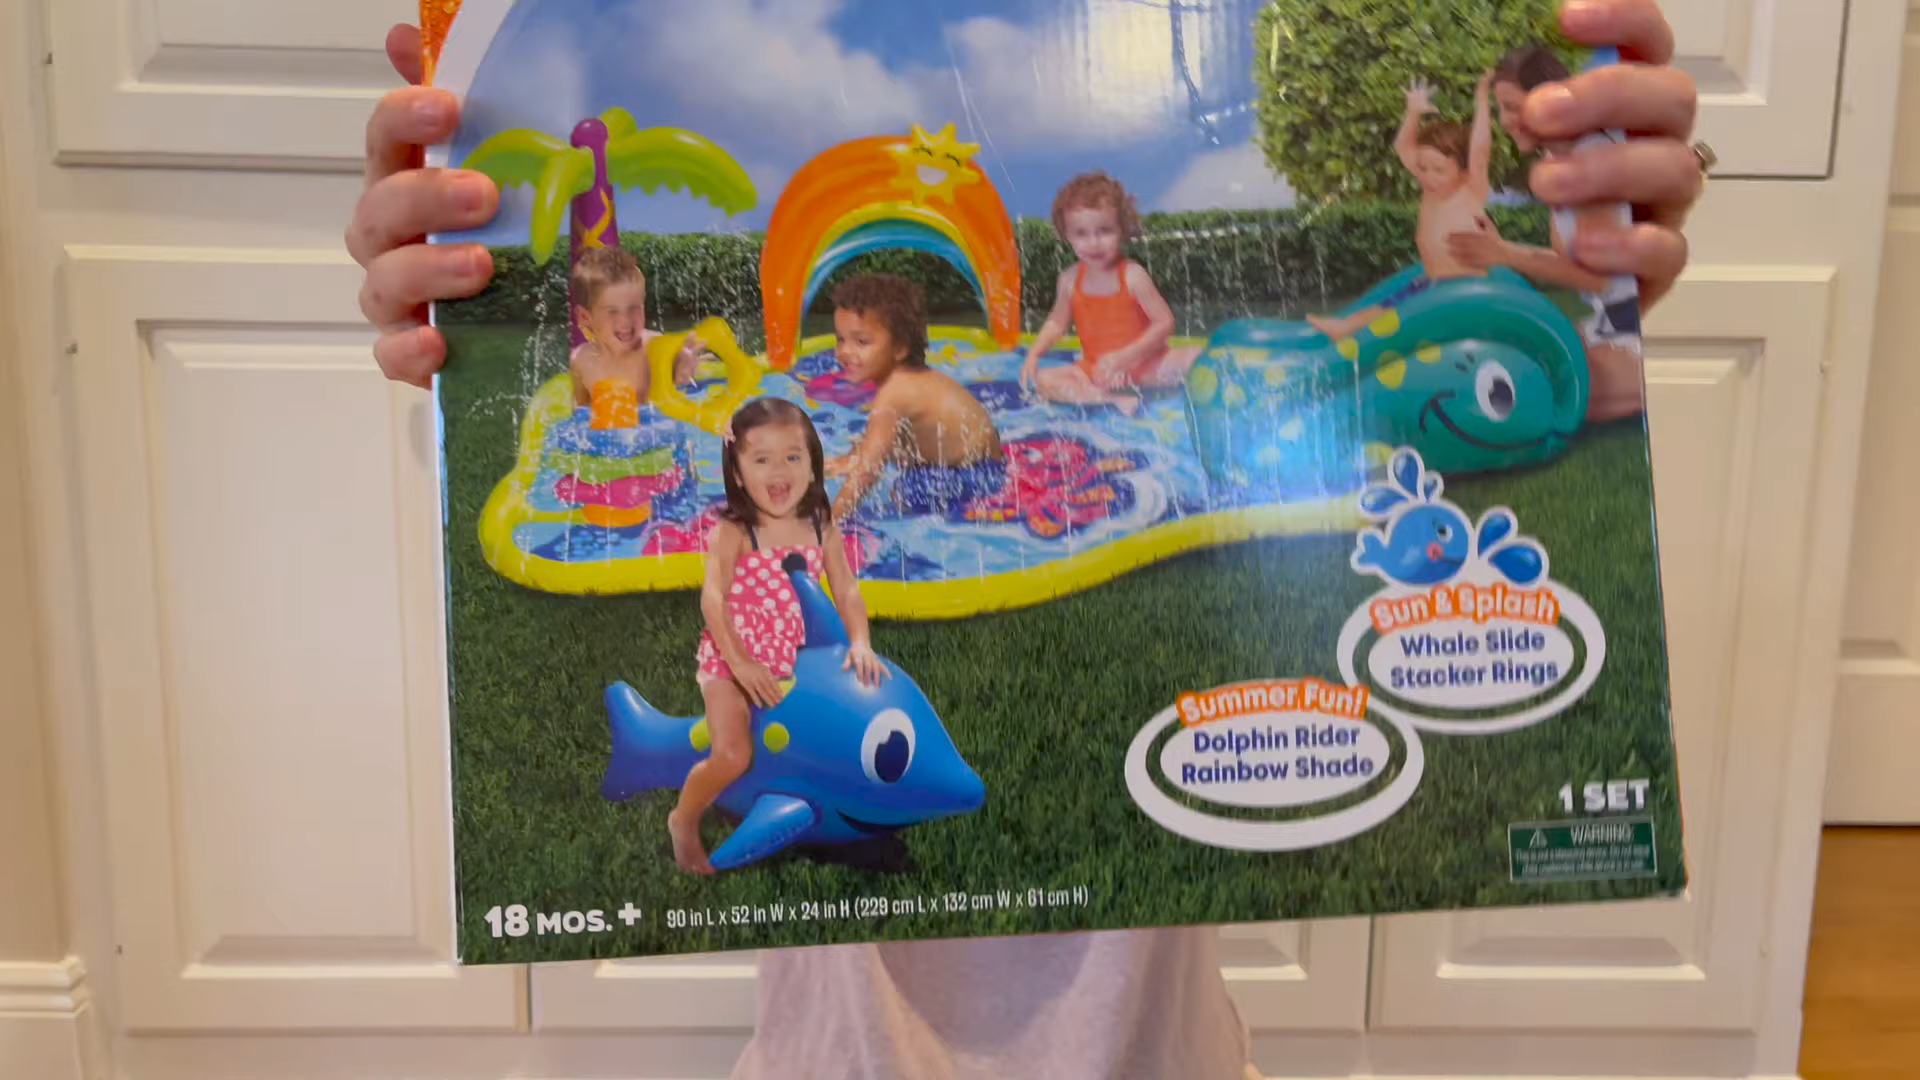 Sun & Splash
Whale Slide
Stacker Rings
Summer Fun!
Dolphin Rider
Rainbow Shade
1 SET
WARNING:
18 MOS.+
90 in L x 52 in W x 24 in H (229 cm L x 132 cm W x 61 cm H)